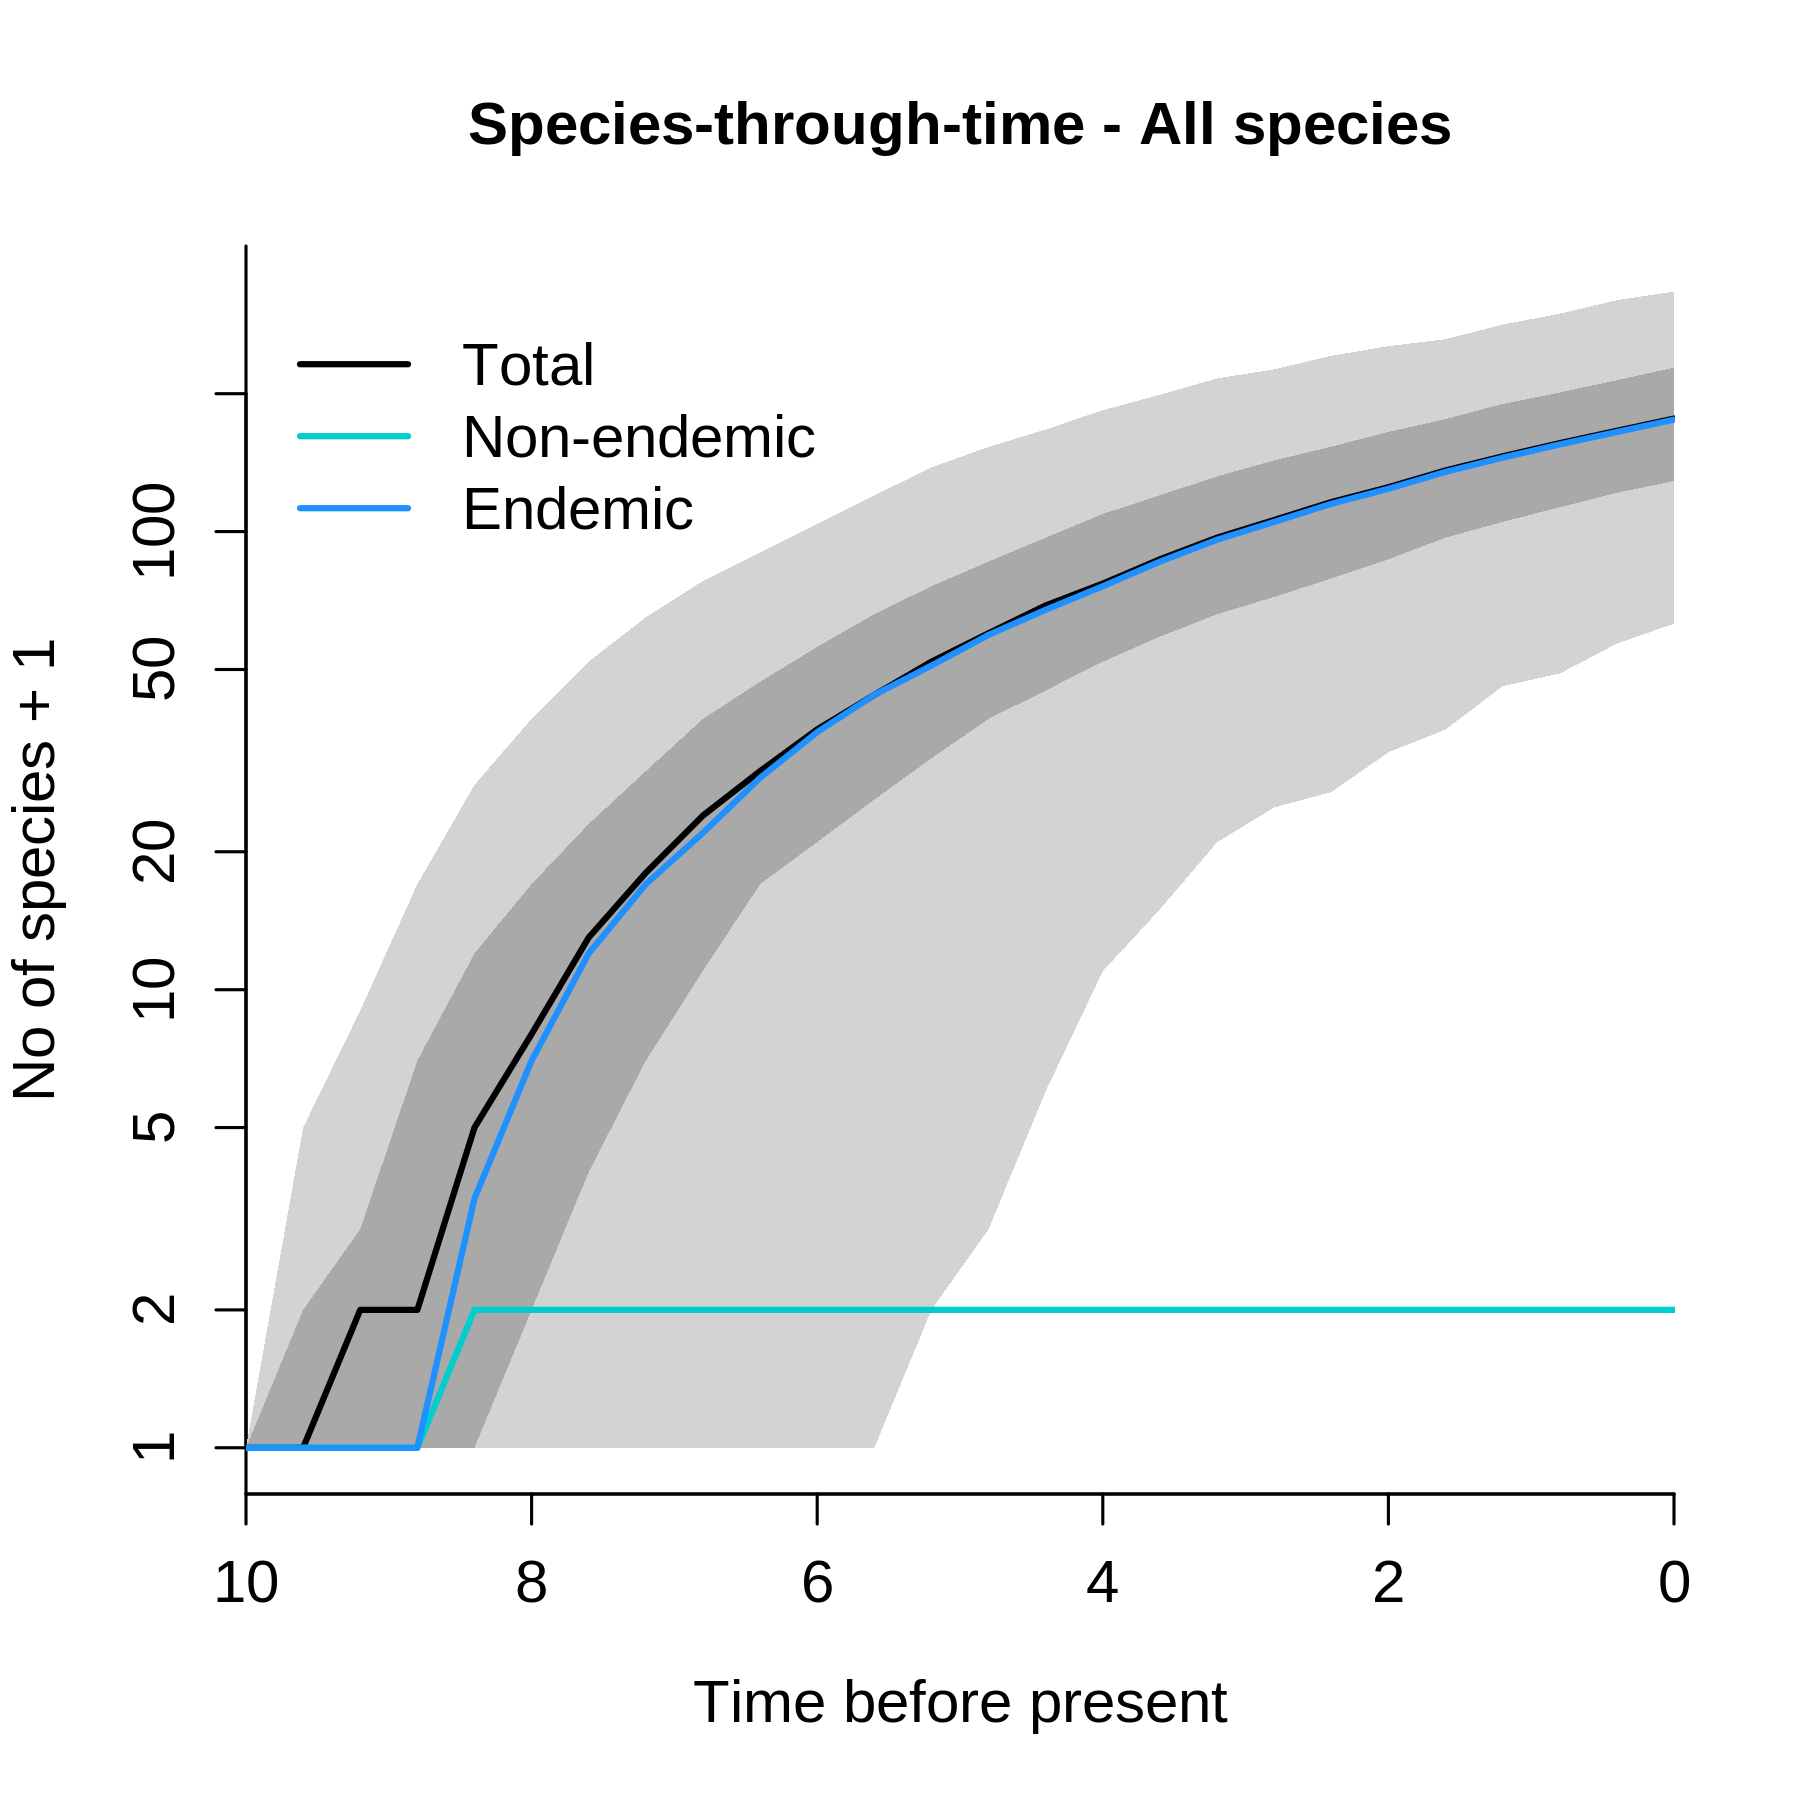 Species-through-time - All species
Total
Non-endemic
Endemic
No of species + 1
100
50
20
10
5
2
1
10 8 6 4 2 0
Time before present